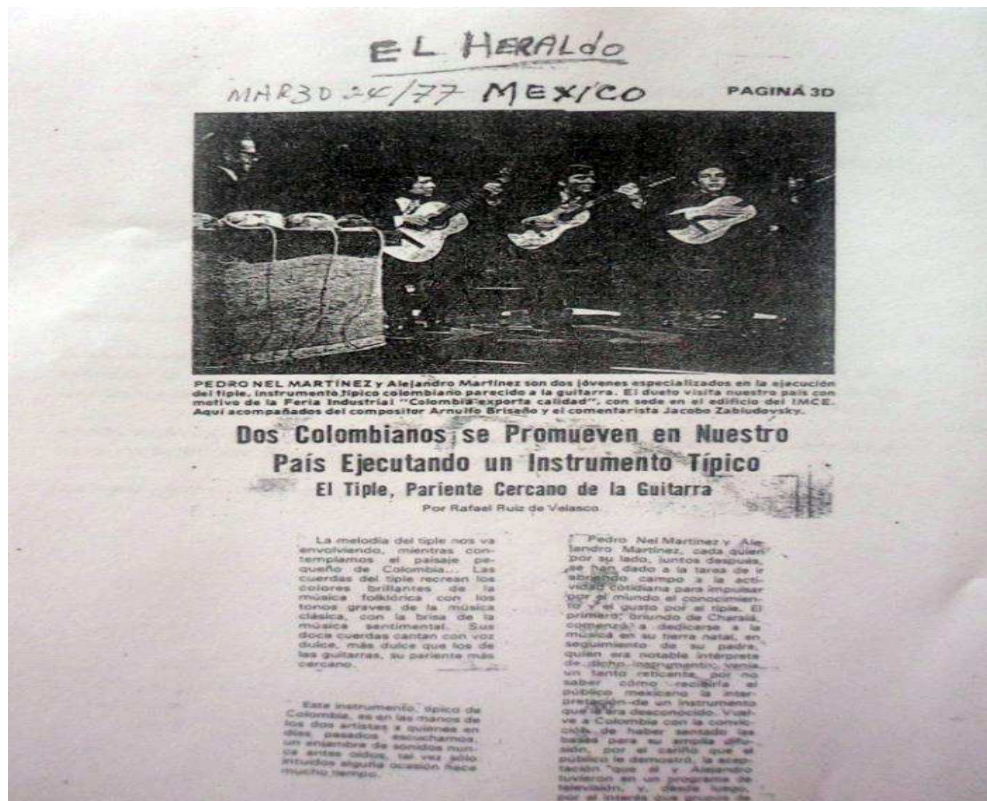 EL HERALdo
MAR3O 24/77 MEXICO PAGINA 3D
PEDRO NEL MARTÍNEZ y Alejandro Martínez son dos jóvenes especializados en la ejecución
del tiple, instrumento típico colombiano parecido a la guitarra. El dueto visita nuestro país con
motivo de la Feria Industrial "Colombiaexporta calidad", con sede en el edificio del IMCE.
Aquí acompañados del compositor Arnulfo Briseño y el comentarista Jacobo Zabludovsky.
Dos Colombianos se Promueven en Nuestro
País Ejecutando un Instrumento Típico
El Tiple, Pariente Cercano de la Guitarra
Por Rafael Ruiz de Velasco
La melodía del tiple nos va
envolviendo, mientras con-
templamos el paisaje pe-
queño de Colombia... Las
cuerdas del tiple recrean los
colores brillantes de la
música folklórica con los
tonos graves de la música
clásica, con la brisa de la
música sentimental. Sus
doce cuerdas cantan con voz
dulce, más dulce que los de
las guitarras, su pariente más
cercano.
Este instrumento, típico de
Colombia, es en las manos de
los dos artistas a quienes en
días pasados escuchamos,
un enjambre de sonidos nun-
ca antes oídos, tal vez sólo
intuidos alguna ocasión hace
mucho tiempo.
Pedro Nel Martínez y Ale-
jandro Martínez, cada quien
por su lado, juntos después,
se han dado a la tarea de ir
abriendo campo a la acti-
vidad cotidiana para impulsar
por el mundo el conocimien-
to y el gusto por el tiple. El
primero, oriundo de Charalá,
comenzó a dedicarse a la
música en su tierra natal, en
seguimiento de su padre,
quien era notable intérprete
de dicho instrumento; venía
un tanto reticente, por no
saber cómo recibiría el
público mexicano la inter-
pretación de un instrumento
que le era desconocido. Vuel-
ve a Colombia con la convic-
ción de haber sentado las
bases para su amplia difu-
sión, por el cariño que el
público le demostró, la acep-
tación que él y Alejandro
tuvieron en un programa de
televisión, y, desde luego,
por el interés que grupos de